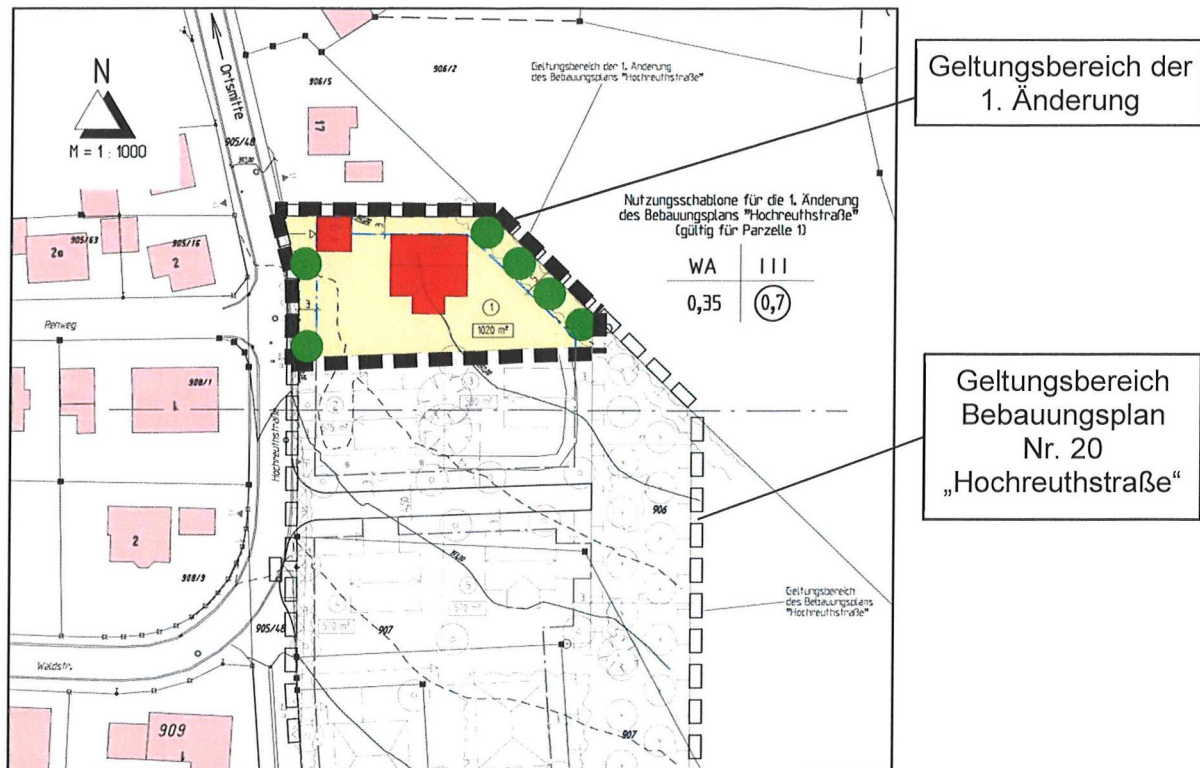 N
M = 1 : 1000
Ortsmitte
905/48
906/5
906/2
17
Geltungsbereich der 1. Änderung
des Bebauungsplans "Hochreuthstraße"
Geltungsbereich der
1. Änderung
Nutzungsschablone für die 1. Änderung
des Bebauungsplans "Hochreuthstraße"
(gültig für Parzelle 1)
WA III
0,35 0,7
905/63
2a
905/16
2
3
1
1020 m²
908/1
Hochreuthstraße
Geltungsbereich
Bebauungsplan
Nr. 20
„Hochreuthstraße“
906
2
908/9
570 m²
Geltungsbereich
des Bebauungsplans
"Hochreuthstraße"
905/48
907
Waldstr.
909
907